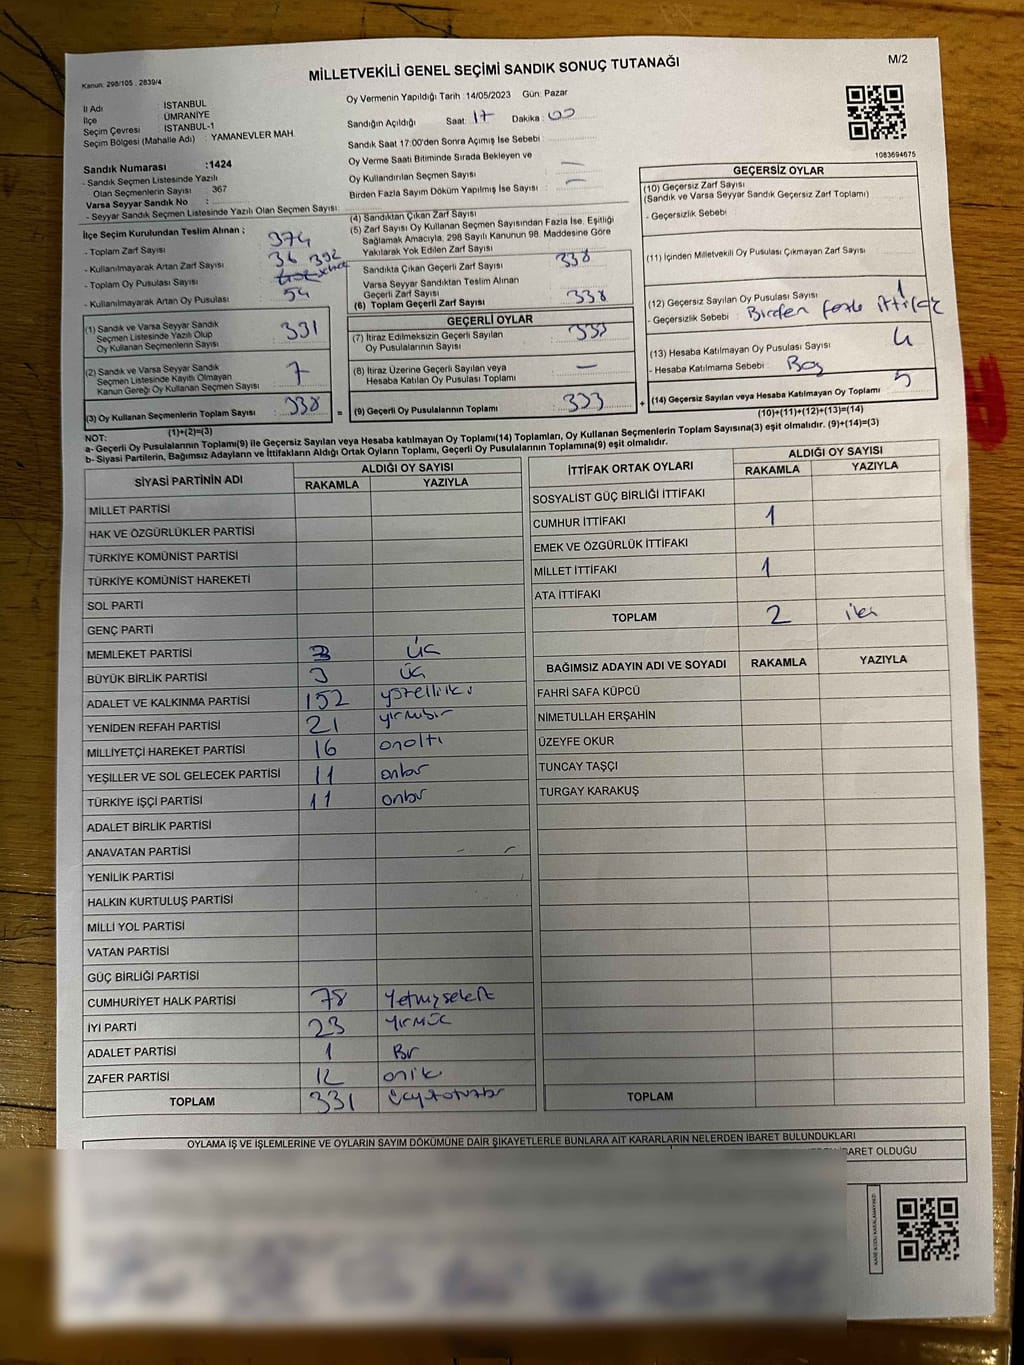 Kanun: 298/105 . 2839/4
MİLLETVEKİLİ GENEL SEÇİMİ SANDIK SONUÇ TUTANAĞI
M/2
İl Adı : İSTANBUL
İlçe : ÜMRANİYE
Seçim Çevresi : İSTANBUL-1
Seçim Bölgesi (Mahalle Adı) : YAMANEVLER MAH
Sandık Numarası :1424
- Sandık Seçmen Listesinde Yazılı
Olan Seçmenlerin Sayısı : 367
Varsa Seyyar Sandık No :
- Seyyar Sandık Seçmen Listesinde Yazılı Olan Seçmen Sayısı:
Oy Vermenin Yapıldığı Tarih :14/05/2023 Gün: Pazar
Sandığın Açıldığı Saat: 17 Dakika: 00
Sandık Saat 17:00'den Sonra Açımış İse Sebebi :
Oy Verme Saati Bitiminde Sırada Bekleyen ve
Oy Kullandırılan Seçmen Sayısı : —
Birden Fazla Sayım Döküm Yapılmış İse Sayısı : —
1083694675
İlçe Seçim Kurulundan Teslim Alınan ;
- Toplam Zarf Sayısı : 374
- Kullanılmayarak Artan Zarf Sayısı : 36
- Toplam Oy Pusulası Sayısı : 392
- Kullanılmayarak Artan Oy Pusulası : 54
(1) Sandık ve Varsa Seyyar Sandık
Seçmen Listesinde Yazılı Olup
Oy Kullanan Seçmenlerin Sayısı : 331
(2) Sandık ve Varsa Seyyar Sandık
Seçmen Listesinde Kayıtlı Olmayan
Kanun Gereği Oy Kullanan Seçmen Sayısı : 7
(3) Oy Kullanan Seçmenlerin Toplam Sayısı : 338
(1)+(2)=(3)
(4) Sandıktan Çıkan Zarf Sayısı :
(5) Zarf Sayısı Oy Kullanan Seçmen Sayısından Fazla İse, Eşitliği
Sağlamak Amacıyla, 298 Sayılı Kanunun 98. Maddesine Göre
Yakılarak Yok Edilen Zarf Sayısı :
Sandıkta Çıkan Geçerli Zarf Sayısı : 338
Varsa Seyyar Sandıktan Teslim Alınan
Geçerli Zarf Sayısı :
(6) Toplam Geçerli Zarf Sayısı : 338
GEÇERLİ OYLAR
(7) İtiraz Edilmeksizin Geçerli Sayılan
Oy Pusulalarının Sayısı : 333
(8) İtiraz Üzerine Geçerli Sayılan veya
Hesaba Katılan Oy Pusulası Toplamı : —
= (9) Geçerli Oy Pusulalarının Toplamı : 333 +
GEÇERSİZ OYLAR
(10) Geçersiz Zarf Sayısı :
(Sandık ve Varsa Seyyar Sandık Geçersiz Zarf Toplamı)
- Geçersizlik Sebebi :
(11) İçinden Milletvekili Oy Pusulası Çıkmayan Zarf Sayısı :
(12) Geçersiz Sayılan Oy Pusulası Sayısı : 1
- Geçersizlik Sebebi : Birden fazla ittifak
(13) Hesaba Katılmayan Oy Pusulası Sayısı : 4
- Hesaba Katılmama Sebebi : Boş
(14) Geçersiz Sayılan veya Hesaba Katılmayan Oy Toplamı : 5
(10)+(11)+(12)+(13)=(14)
NOT:
a- Geçerli Oy Pusulalarının Toplamı(9) ile Geçersiz Sayılan veya Hesaba katılmayan Oy Toplamı(14) Toplamları, Oy Kullanan Seçmenlerin Toplam Sayısına(3) eşit olmalıdır. (9)+(14)=(3)
b- Siyasi Partilerin, Bağımsız Adayların ve İttifakların Aldığı Ortak Oyların Toplamı, Geçerli Oy Pusulalarının Toplamına(9) eşit olmalıdır.
SİYASİ PARTİNİN ADI ALDIĞI OY SAYISI
RAKAMLA YAZIYLA
MİLLET PARTİSİ
HAK VE ÖZGÜRLÜKLER PARTİSİ
TÜRKİYE KOMÜNİST PARTİSİ
TÜRKİYE KOMÜNİST HAREKETİ
SOL PARTİ
GENÇ PARTİ
MEMLEKET PARTİSİ 3 üç
BÜYÜK BİRLİK PARTİSİ 3 üç
ADALET VE KALKINMA PARTİSİ 152 yüzelliiki
YENİDEN REFAH PARTİSİ 21 yirmibir
MİLLİYETÇİ HAREKET PARTİSİ 16 onaltı
YEŞİLLER VE SOL GELECEK PARTİSİ 11 onbir
TÜRKİYE İŞÇİ PARTİSİ 11 onbir
ADALET BİRLİK PARTİSİ
ANAVATAN PARTİSİ
YENİLİK PARTİSİ
HALKIN KURTULUŞ PARTİSİ
MİLLİ YOL PARTİSİ
VATAN PARTİSİ
GÜÇ BİRLİĞİ PARTİSİ
CUMHURİYET HALK PARTİSİ 78 Yetmişsekiz
İYİ PARTİ 23 Yirmüç
ADALET PARTİSİ 1 Bir
ZAFER PARTİSİ 12 oniki
TOPLAM 331 üçyüzotuzbir
İTTİFAK ORTAK OYLARI ALDIĞI OY SAYISI
RAKAMLA YAZIYLA
SOSYALİST GÜÇ BİRLİĞİ İTTİFAKI
CUMHUR İTTİFAKI 1
EMEK VE ÖZGÜRLÜK İTTİFAKI
MİLLET İTTİFAKI 1
ATA İTTİFAKI
TOPLAM 2 iki
BAĞIMSIZ ADAYIN ADI VE SOYADI RAKAMLA YAZIYLA
FAHRİ SAFA KÜPCÜ
NİMETULLAH ERŞAHİN
ÜZEYFE OKUR
TUNCAY TAŞÇI
TURGAY KARAKUŞ
TOPLAM
OYLAMA İŞ VE İŞLEMLERİNE VE OYLARIN SAYIM DÖKÜMÜNE DAİR ŞİKAYETLERLE BUNLARA AİT KARARLARIN NELERDEN İBARET BULUNDUKLARI
İBARET OLDUĞU
KARE KODU KARALAMAYINIZ!